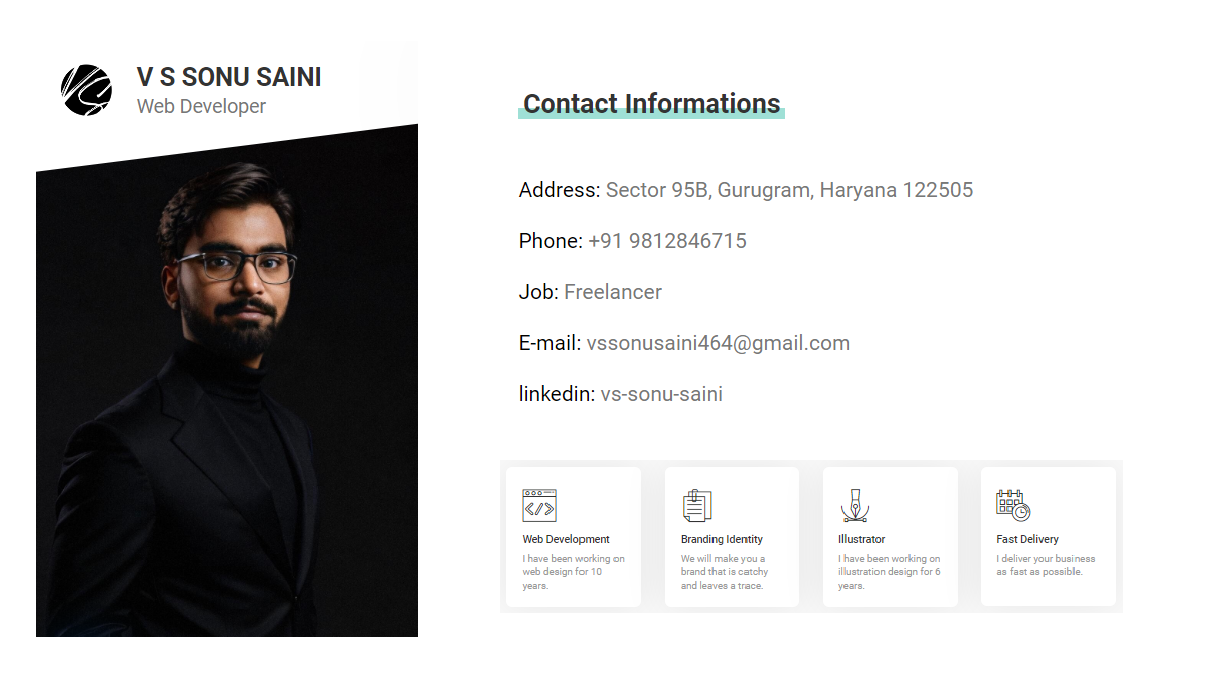 V S SONU SAINI
Web Developer
Contact Informations
Address: Sector 95B, Gurugram, Haryana 122505
Phone: +91 9812846715
Job: Freelancer
E-mail: vssonusaini464@gmail.com
linkedin: vs-sonu-saini
Web Development
I have been working on
web design for 10
years.
Branding Identity
We will make you a
brand that is catchy
and leaves a trace.
Illustrator
I have been working on
illustration design for 6
years.
Fast Delivery
I deliver your business
as fast as possible.